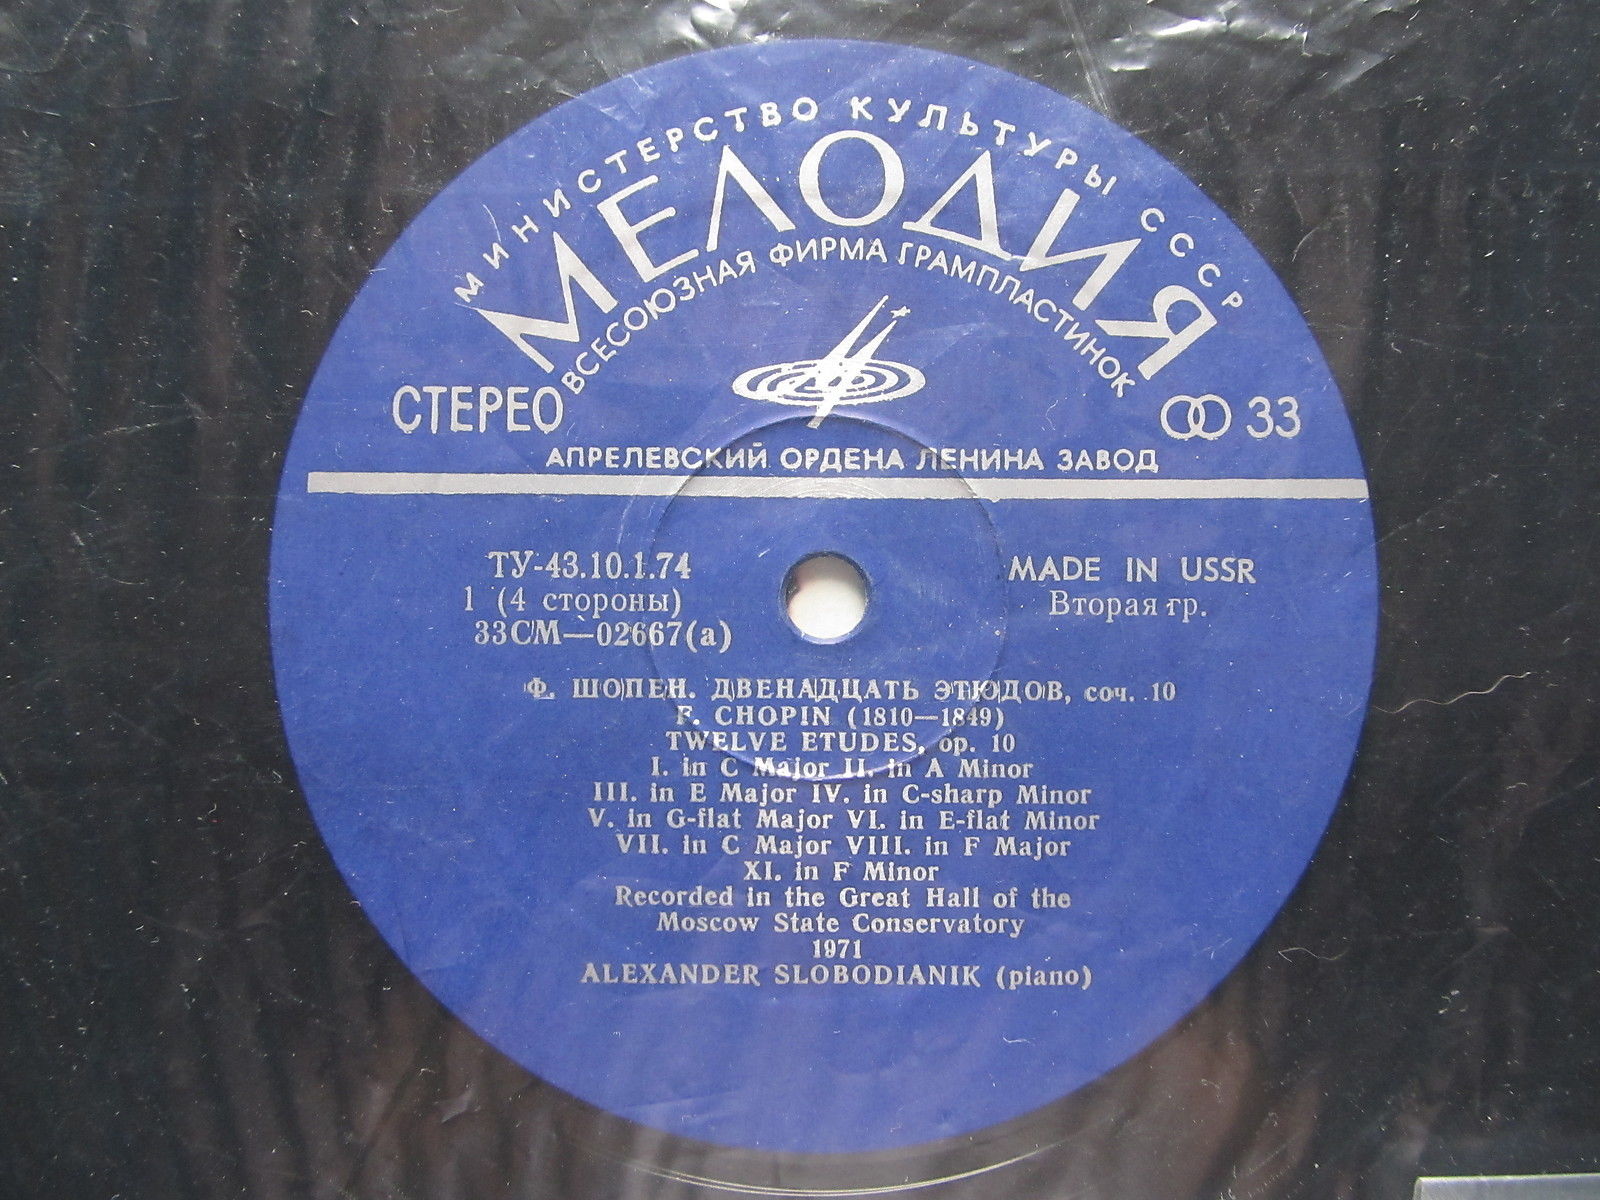 МИНИСТЕРСТВО КУЛЬТУРЫ СССР
МЕЛОДИЯ
ВСЕСОЮЗНАЯ ФИРМА ГРАМПЛАСТИНОК
СТЕРЕО
33
АПРЕЛЕВСКИЙ ОРДЕНА ЛЕНИНА ЗАВОД
ТУ-43.10.1.74
1 (4 стороны)
33СМ—02667(а)
MADE IN USSR
Вторая гр.
Ф. ШОПЕН. ДВЕНАДЦАТЬ ЭТЮДОВ, соч. 10
F. CHOPIN (1810—1849)
TWELVE ETUDES, op. 10
I. in C Major II. in A Minor
III. in E Major IV. in C-sharp Minor
V. in G-flat Major VI. in E-flat Minor
VII. in C Major VIII. in F Major
XI. in F Minor
Recorded in the Great Hall of the
Moscow State Conservatory
1971
ALEXANDER SLOBODIANIK (piano)